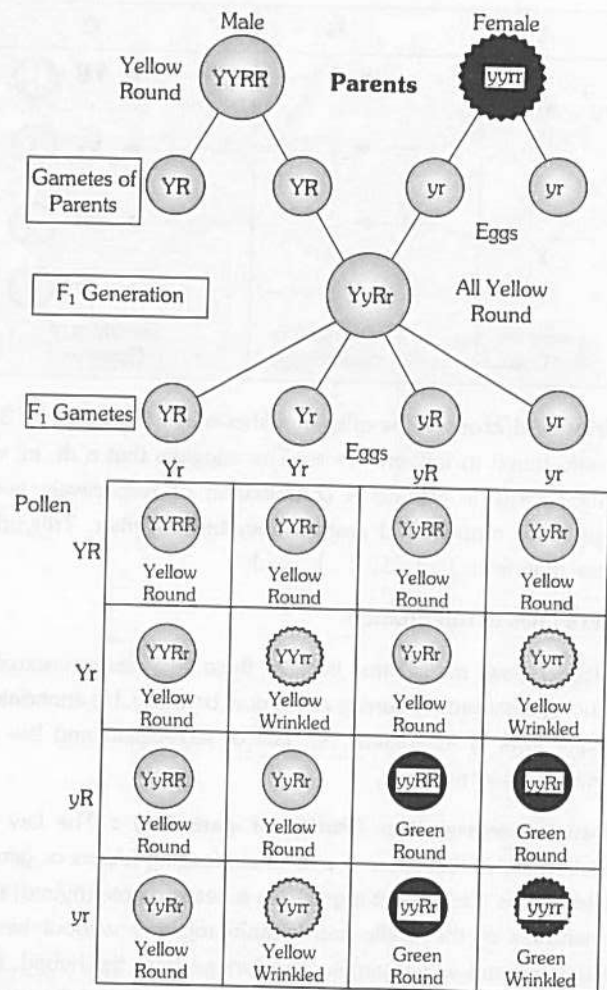 Male Female
Yellow
Round
YYRR
Parents
yyrr
Gametes of
Parents
YR YR yr yr
Eggs
F₁ Generation
YyRr
All Yellow
Round
F₁ Gametes
YR Yr yR yr
Yr Yr Eggs yR yr
Pollen
YR
YYRR YYRr YyRR YyRr
Yellow Yellow Yellow Yellow
Round Round Round Round
Yr
YYRr Yyrr YyRr Yyrr
Yellow Yellow Yellow Yellow
Round Wrinkled Round Wrinkled
yR
YyRR YyRr yyRR yyRr
Yellow Yellow Green Green
Round Round Round Round
yr
YyRr Yyrr yyRr yyrr
Yellow Yellow Green Green
Round Wrinkled Round Wrinkled